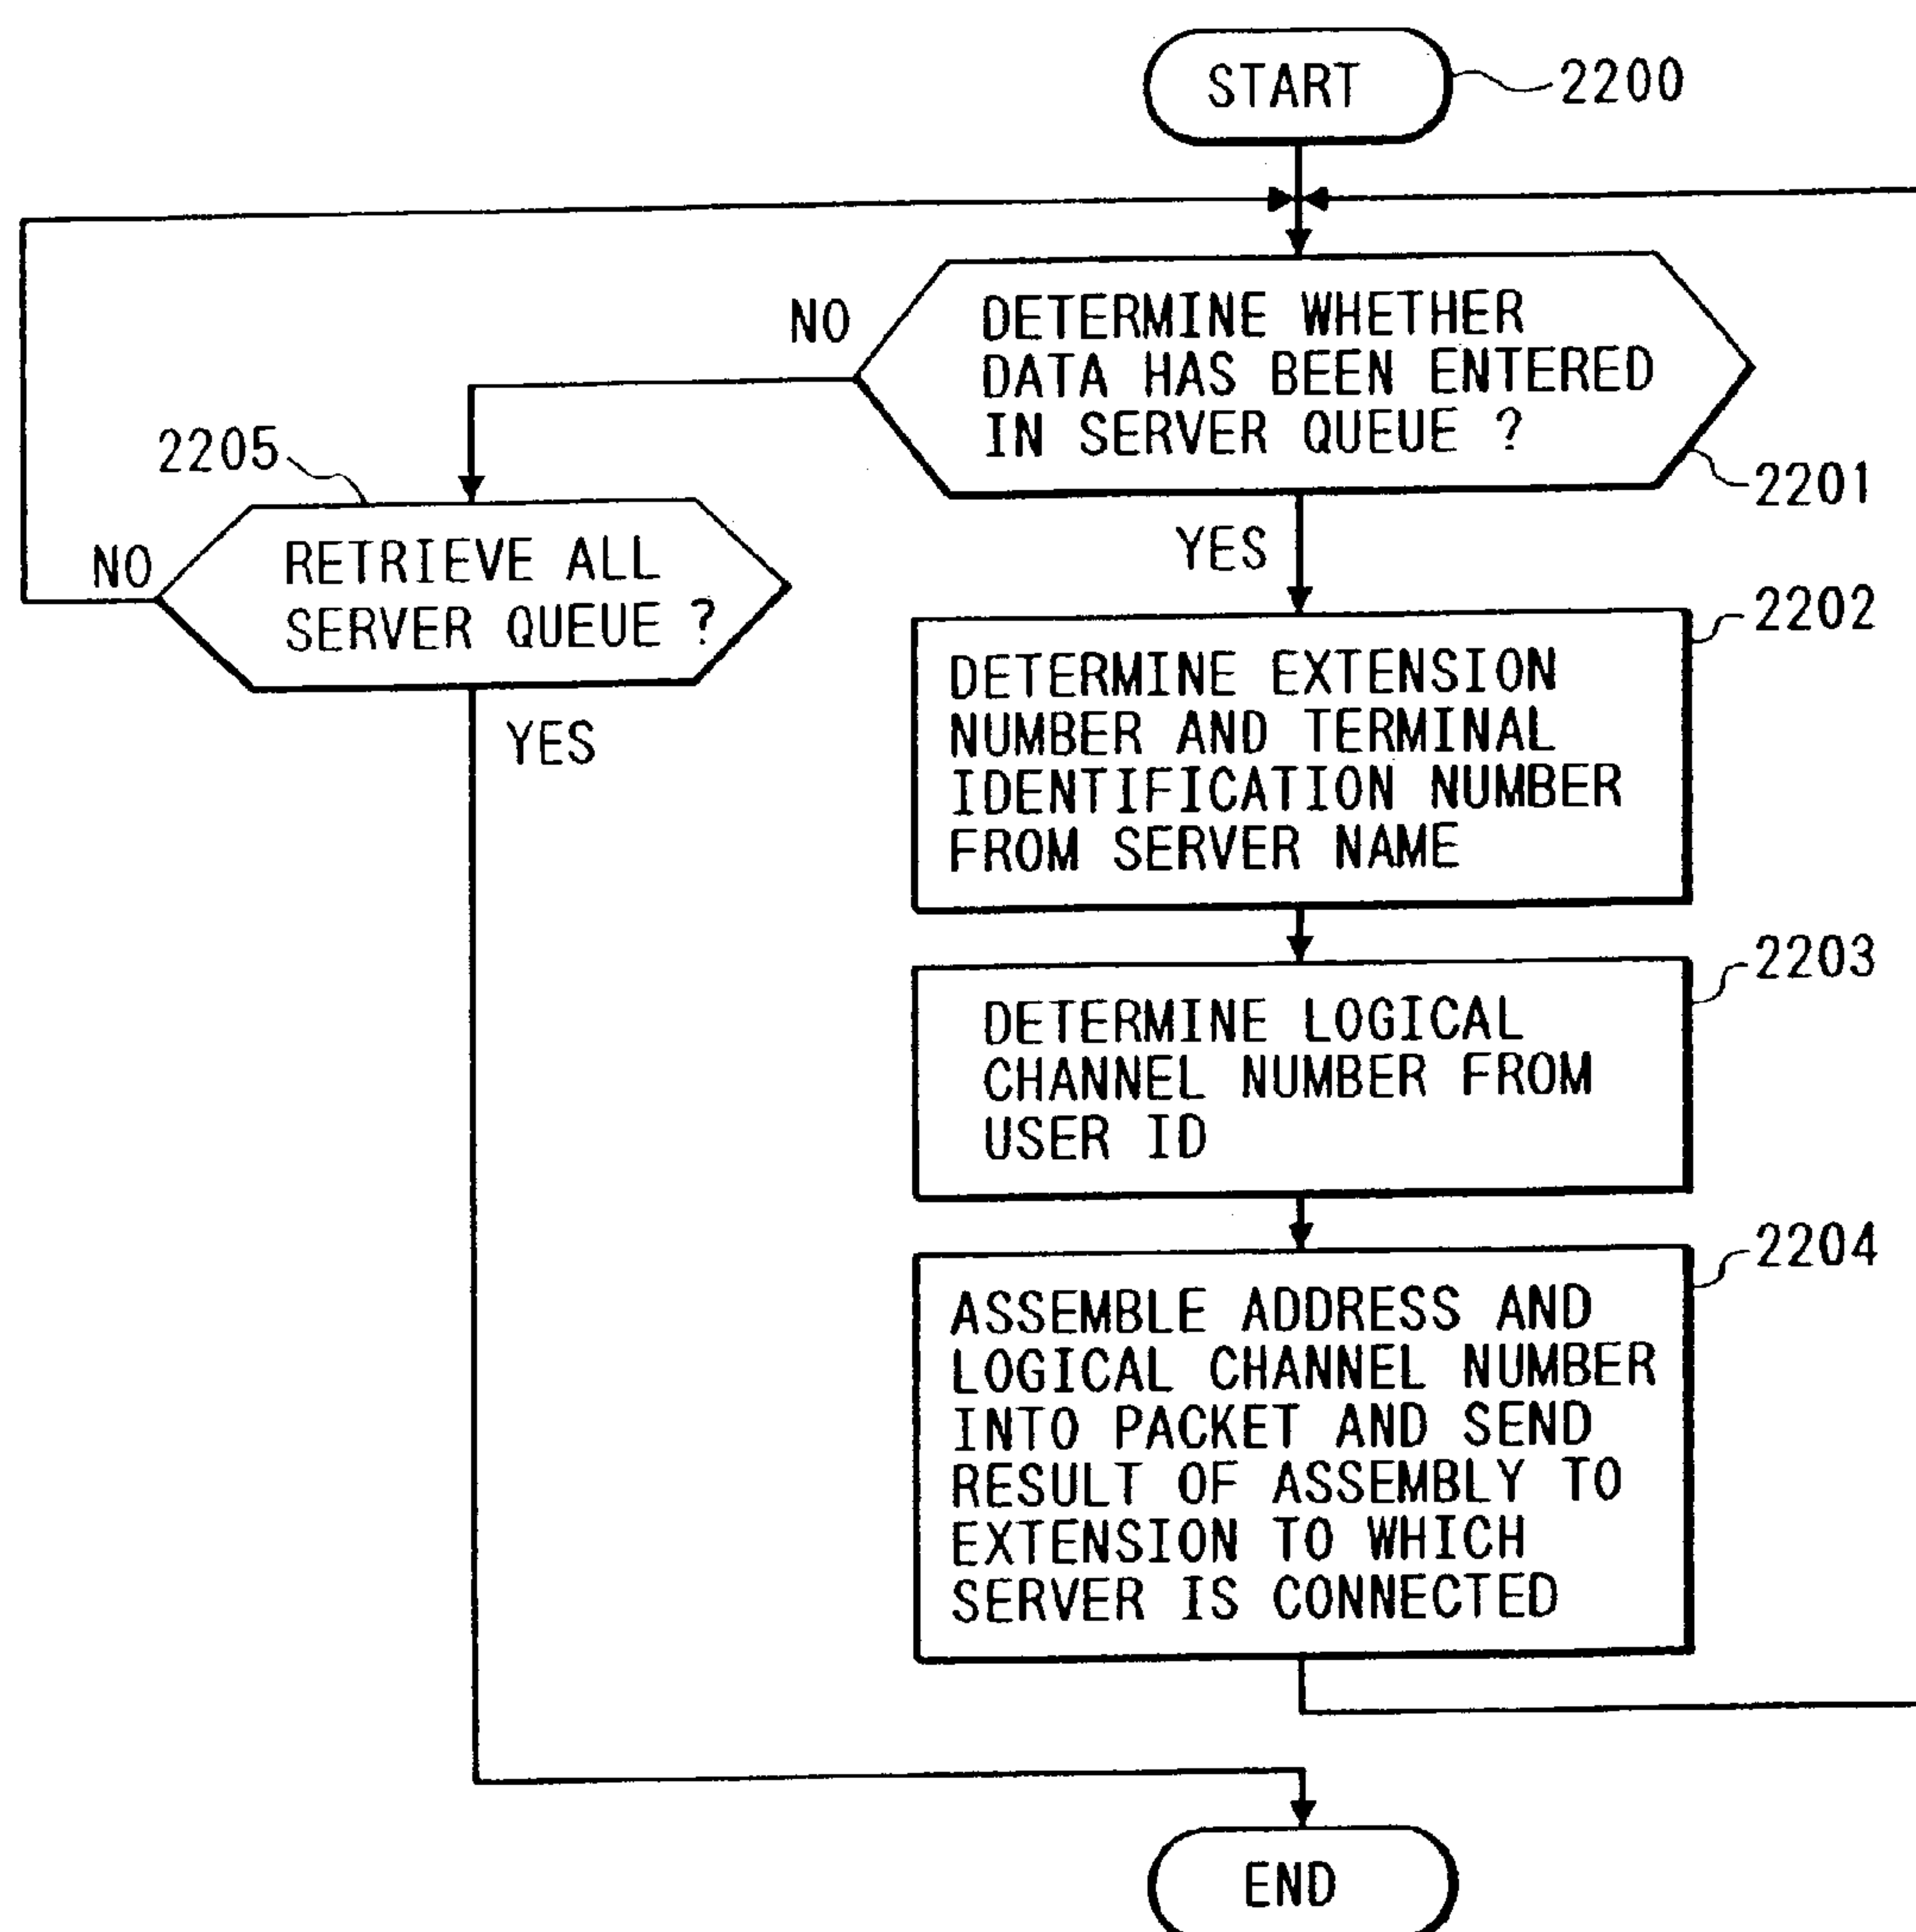 START
2200
NO
DETERMINE WHETHER
DATA HAS BEEN ENTERED
IN SERVER QUEUE ?
2201
2205
YES
NO
RETRIEVE ALL
SERVER QUEUE ?
YES
2202
DETERMINE EXTENSION
NUMBER AND TERMINAL
IDENTIFICATION NUMBER
FROM SERVER NAME
2203
DETERMINE LOGICAL
CHANNEL NUMBER FROM
USER ID
2204
ASSEMBLE ADDRESS AND
LOGICAL CHANNEL NUMBER
INTO PACKET AND SEND
RESULT OF ASSEMBLY TO
EXTENSION TO WHICH
SERVER IS CONNECTED
END